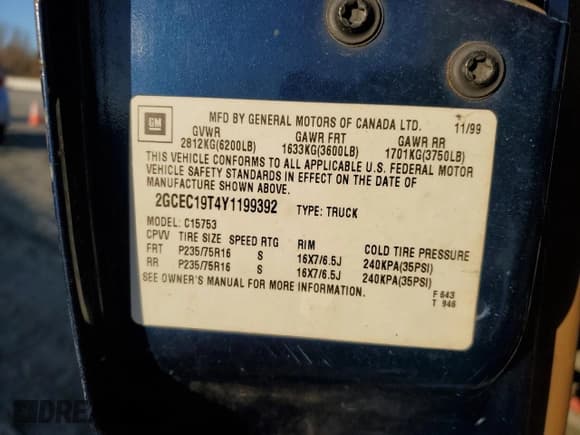 GM
MFD BY GENERAL MOTORS OF CANADA LTD. 11/99
GVWR GAWR FRT GAWR RR
2812KG(6200LB) 1633KG(3600LB) 1701KG(3750LB)
THIS VEHICLE CONFORMS TO ALL APPLICABLE U.S. FEDERAL MOTOR
VEHICLE SAFETY STANDARDS IN EFFECT ON THE DATE OF
MANUFACTURE SHOWN ABOVE.
2GCEC19T4Y1199392 TYPE: TRUCK
MODEL: C15753
CPVV TIRE SIZE SPEED RTG RIM COLD TIRE PRESSURE
FRT P235/75R16 S 16X7/6.5J 240KPA(35PSI)
RR P235/75R16 S 16X7/6.5J 240KPA(35PSI)
SEE OWNER'S MANUAL FOR MORE INFORMATION.
F 643
T 946